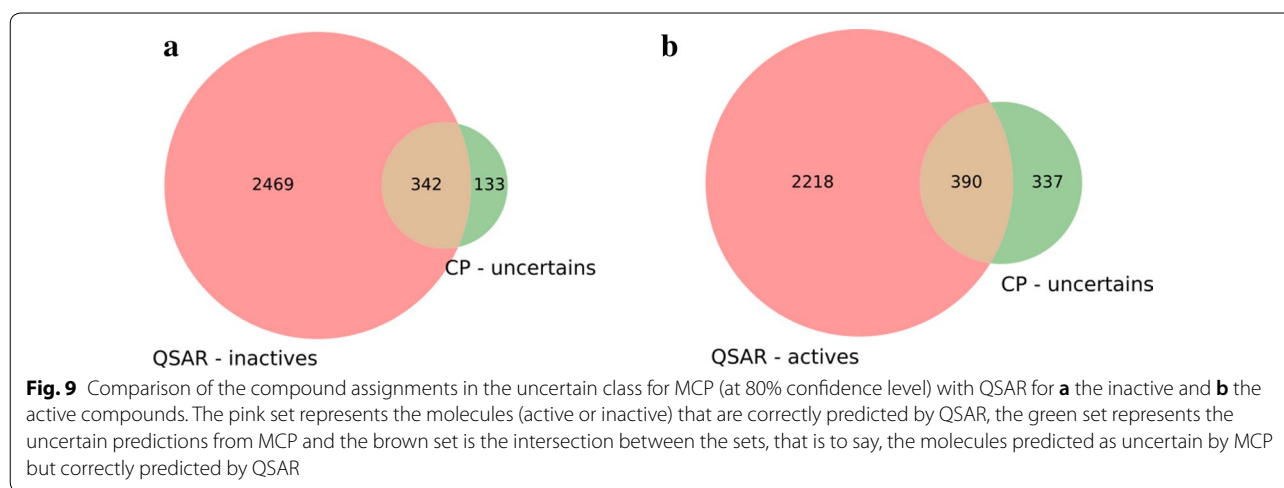 a
b
2469
342
133
2218
390
337
CP - uncertains
CP - uncertains
QSAR - inactives
QSAR - actives
Fig. 9 Comparison of the compound assignments in the uncertain class for MCP (at 80% confidence level) with QSAR for a the inactive and b the
active compounds. The pink set represents the molecules (active or inactive) that are correctly predicted by QSAR, the green set represents the
uncertain predictions from MCP and the brown set is the intersection between the sets, that is to say, the molecules predicted as uncertain by MCP
but correctly predicted by QSAR